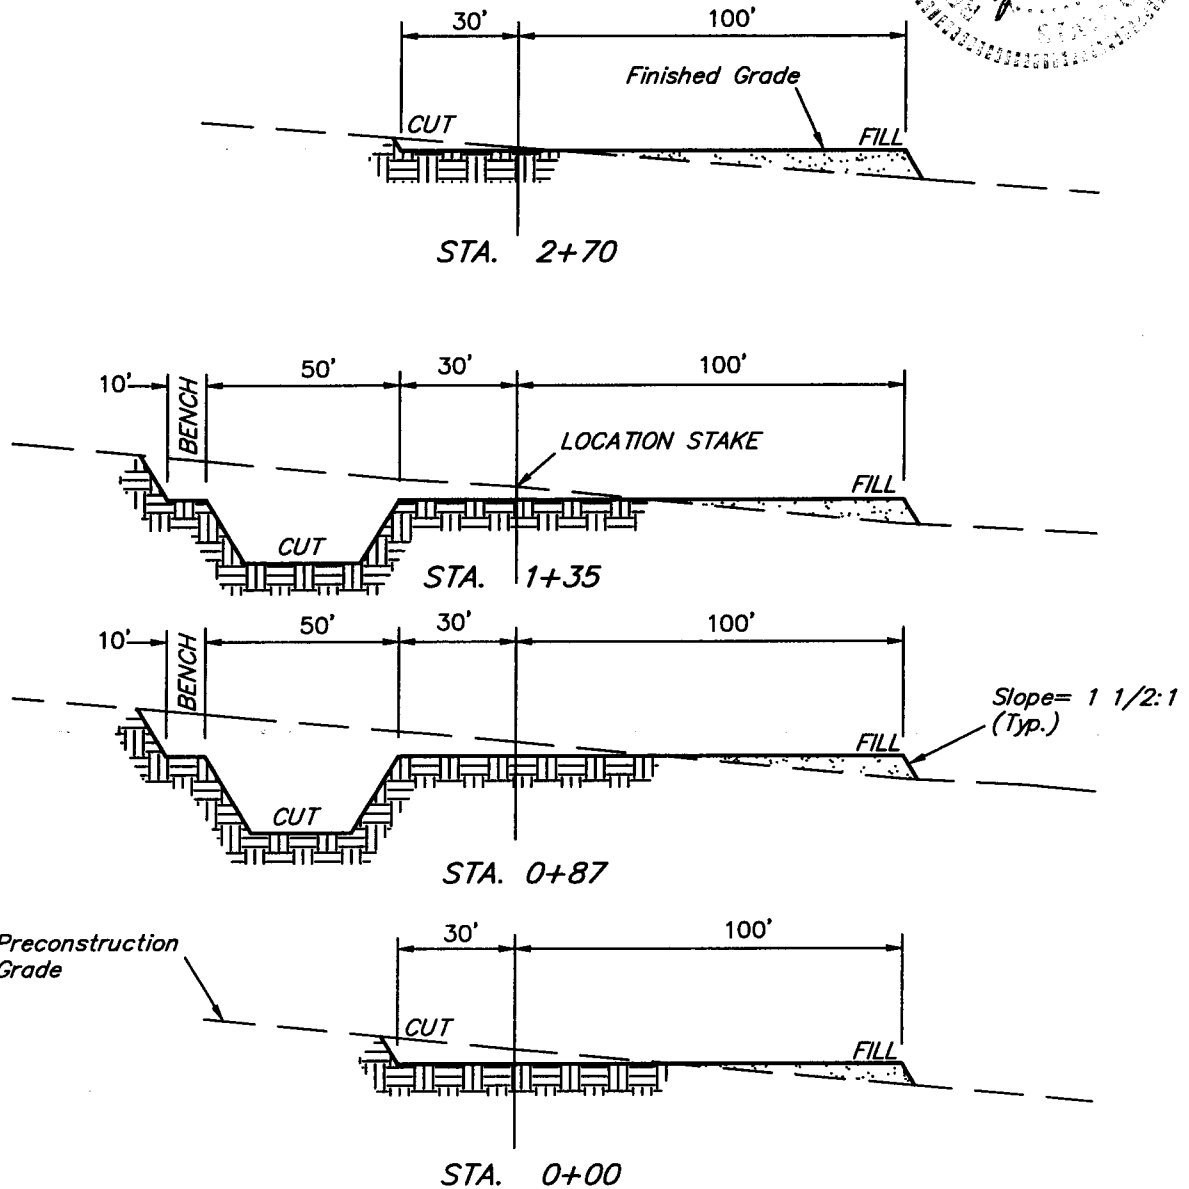 30' 100'
Finished Grade
CUT FILL
STA. 2+70
10' BENCH 50' 30' 100'
LOCATION STAKE
FILL
CUT
STA. 1+35
10' BENCH 50' 30' 100'
Slope= 1 1/2:1
(Typ.)
FILL
CUT
STA. 0+87
Preconstruction
Grade
30' 100'
CUT
FILL
STA. 0+00